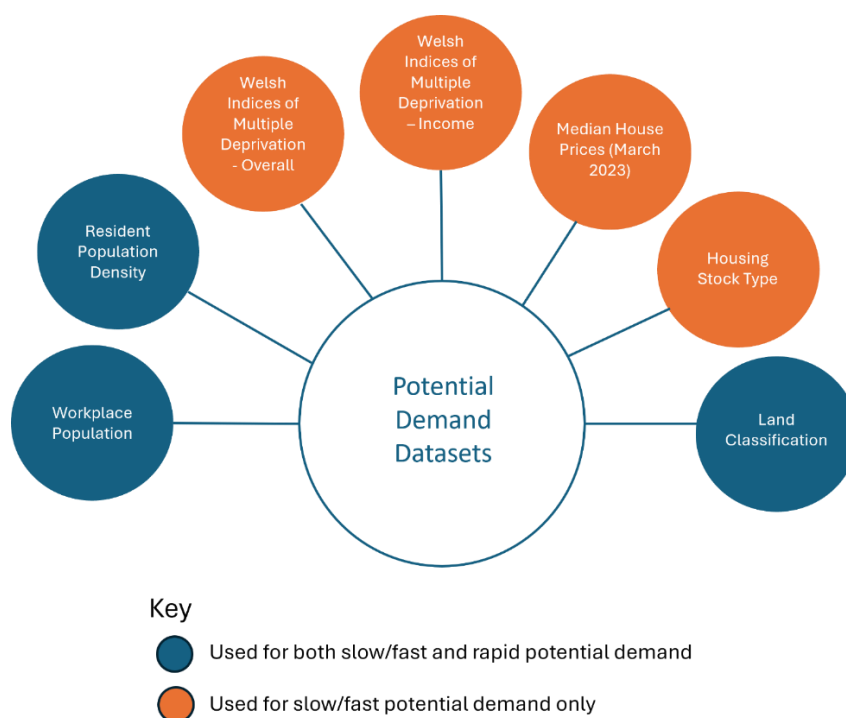 Welsh
Indices of
Multiple
Deprivation
- Overall
Welsh
Indices of
Multiple
Deprivation
– Income
Median House
Prices (March
2023)
Resident
Population
Density
Housing
Stock Type
Workplace
Population
Potential
Demand
Datasets
Land
Classification
Key
Used for both slow/fast and rapid potential demand
Used for slow/fast potential demand only